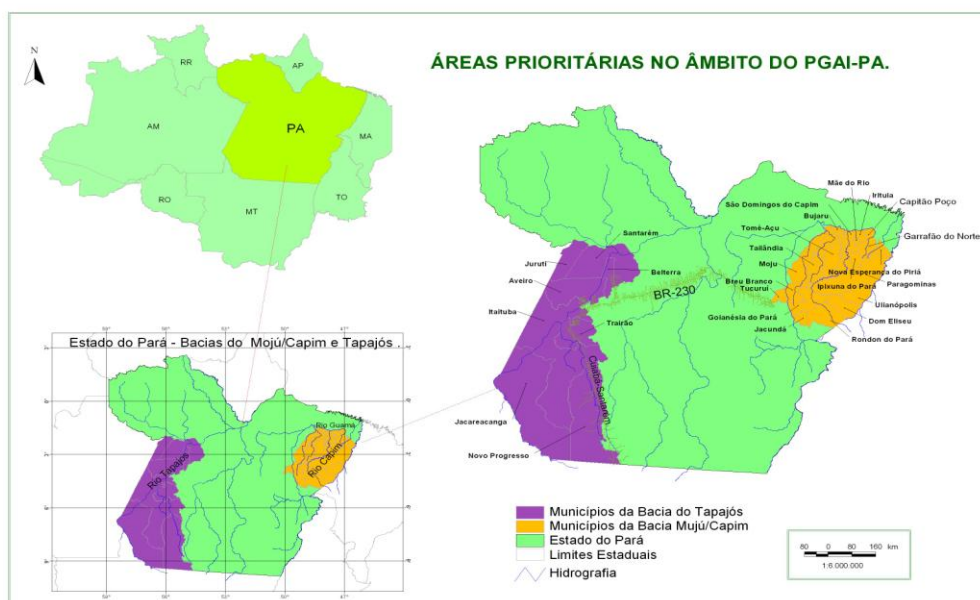 N
RR
AP
AM
PA
MA
RO
MT
TO
ÁREAS PRIORITÁRIAS NO ÂMBITO DO PGAI-PA.
Mãe do Rio
Iritula
São Domingos do Capim
Capitão Poço
Bujaru
Tomé-Açu
Garrafão do Norte
Tailândia
Moju
Nova Esperança do Piriá
Breu Branco
Ipixuna do Pará
Paragominas
Tucurui
Ulianópolis
Goianésia do Pará
Dom Eliseu
Jacundá
Rondon do Pará
Santarém
Juruti
Belterra
Aveiro
BR-230
Itaituba
Trairão
Cuiabá-Santarém
Jacareacanga
Novo Progresso
Estado do Pará - Bacias do Mojú/Capim e Tapajós .
Rio Guamá
Rio Capim
Rio Tapajos
Municípios da Bacia do Tapajós
Municípios da Bacia Mujú/Capim
Estado do Pará
Limites Estaduais
Hidrografia
80 0 80 160 km
1:6.000.000